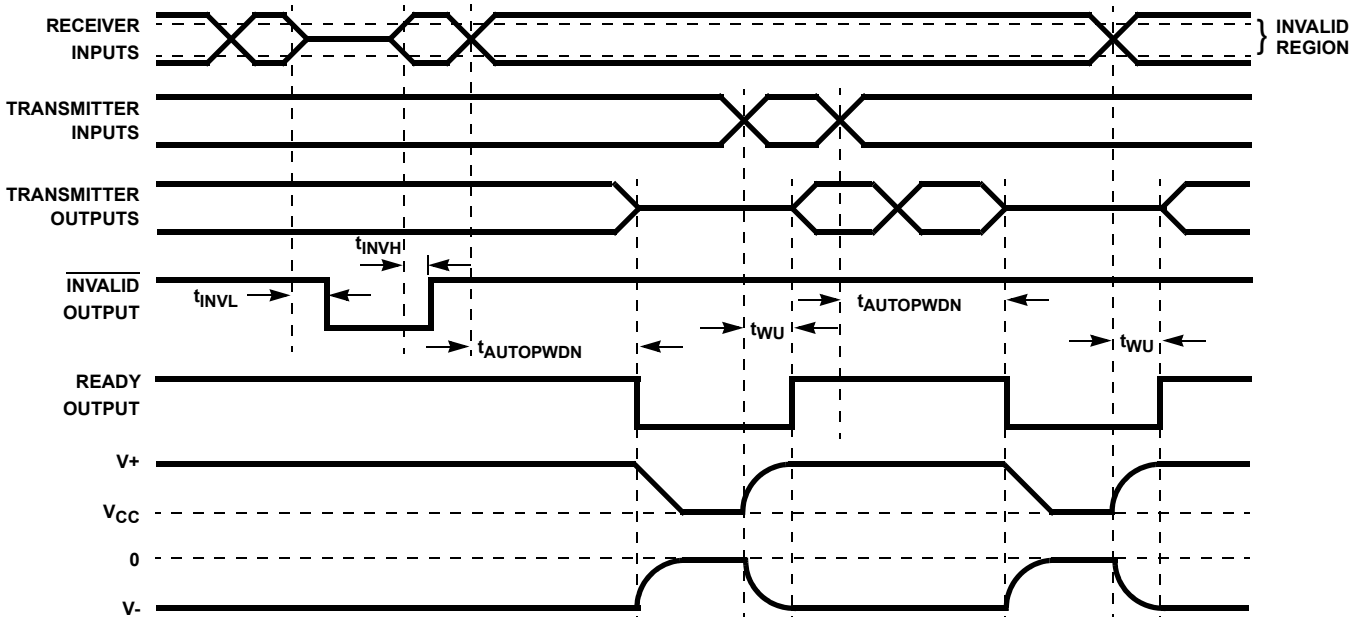 RECEIVER
INPUTS
} INVALID
REGION
TRANSMITTER
INPUTS
TRANSMITTER
OUTPUTS
tINVH
INVALID
OUTPUT
tINVL
tAUTOPWDN
tWU
tAUTOPWDN
tWU
READY
OUTPUT
V+
VCC
0
V-